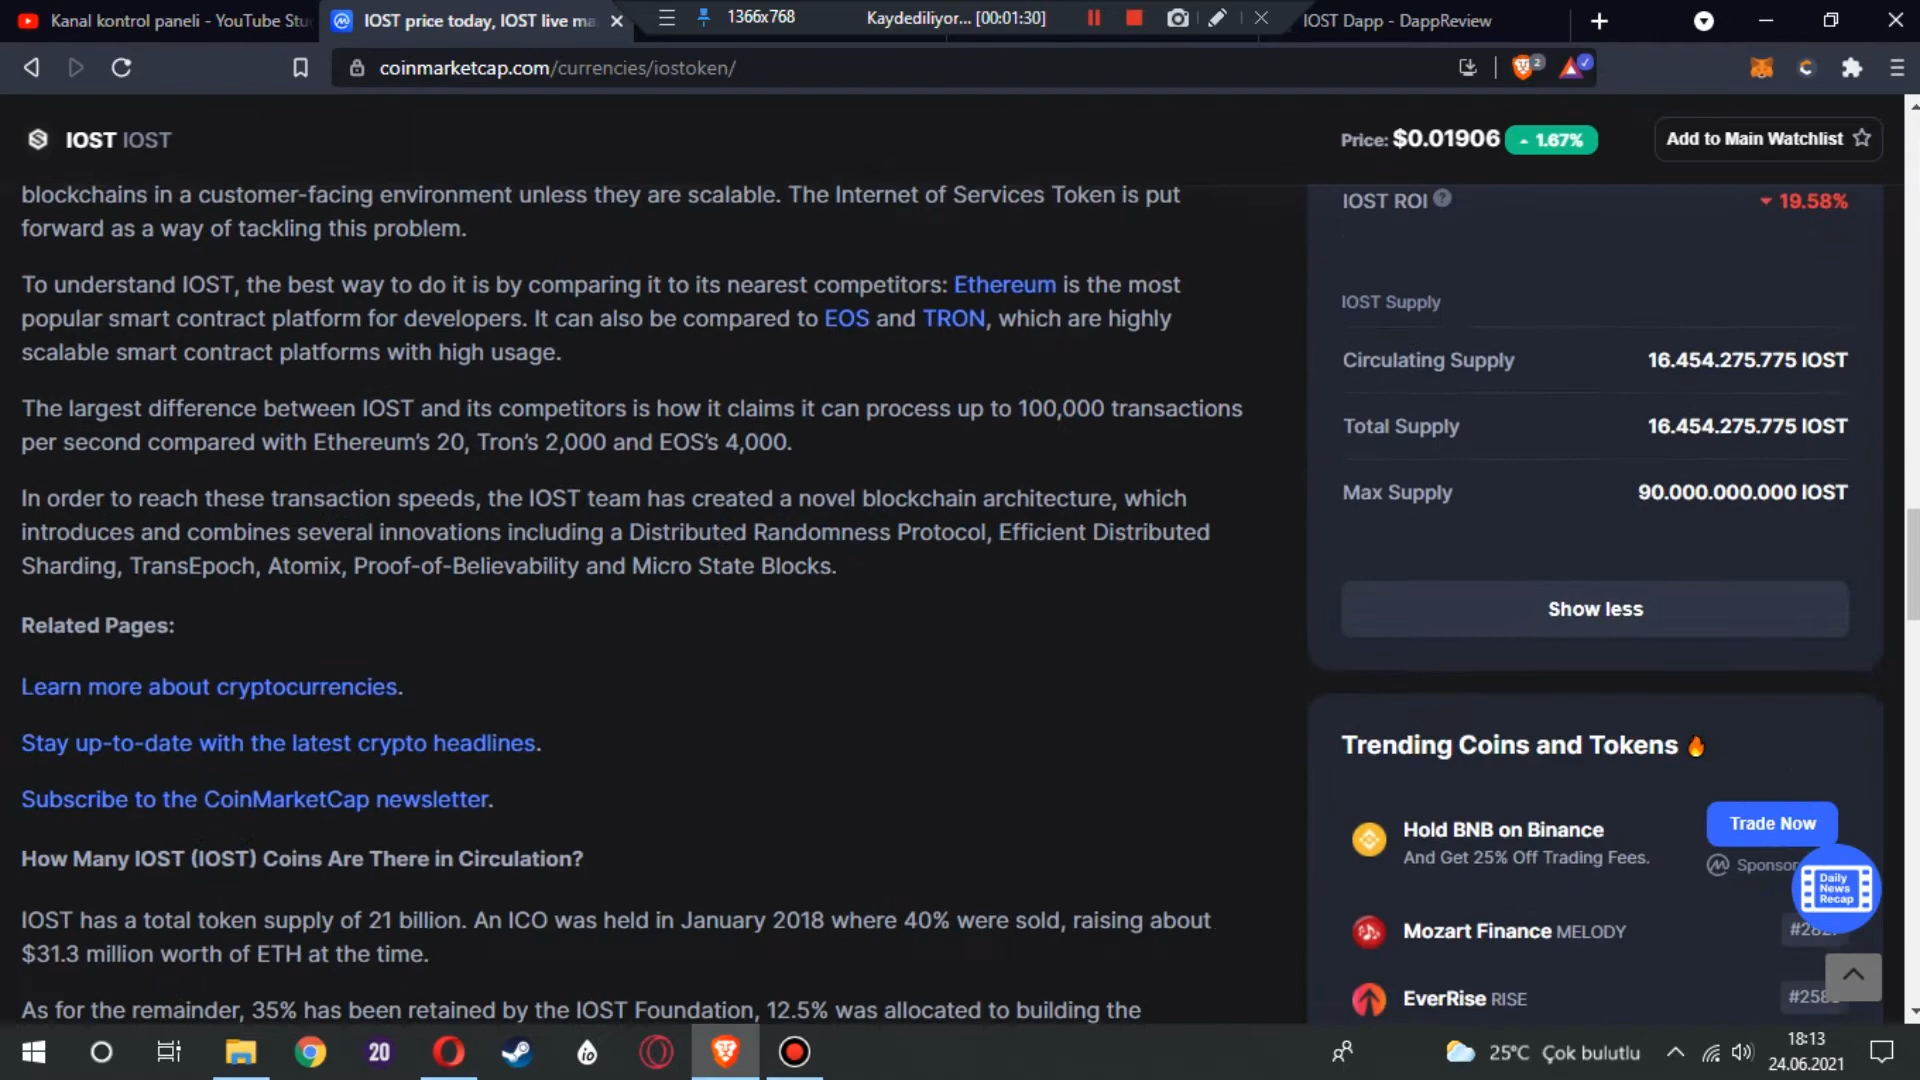 Kanal kontrol paneli - YouTube Stu
IOST price today, IOST live ma
1366x768
Kaydediliyor... [00:01:30]
IOST Dapp - DappReview
coinmarketcap.com/currencies/iostoken/
2
IOST IOST
Price: $0.01906 1.67%
Add to Main Watchlist
blockchains in a customer-facing environment unless they are scalable. The Internet of Services Token is put
forward as a way of tackling this problem.
To understand IOST, the best way to do it is by comparing it to its nearest competitors: Ethereum is the most
popular smart contract platform for developers. It can also be compared to EOS and TRON, which are highly
scalable smart contract platforms with high usage.
The largest difference between IOST and its competitors is how it claims it can process up to 100,000 transactions
per second compared with Ethereum's 20, Tron's 2,000 and EOS's 4,000.
In order to reach these transaction speeds, the IOST team has created a novel blockchain architecture, which
introduces and combines several innovations including a Distributed Randomness Protocol, Efficient Distributed
Sharding, TransEpoch, Atomix, Proof-of-Believability and Micro State Blocks.
Related Pages:
Learn more about cryptocurrencies.
Stay up-to-date with the latest crypto headlines.
Subscribe to the CoinMarketCap newsletter.
How Many IOST (IOST) Coins Are There in Circulation?
IOST has a total token supply of 21 billion. An ICO was held in January 2018 where 40% were sold, raising about
$31.3 million worth of ETH at the time.
As for the remainder, 35% has been retained by the IOST Foundation, 12.5% was allocated to building the
IOST ROI
19.58%
IOST Supply
Circulating Supply
16.454.275.775 IOST
Total Supply
16.454.275.775 IOST
Max Supply
90.000.000.000 IOST
Show less
Trending Coins and Tokens
Hold BNB on Binance
And Get 25% Off Trading Fees.
Trade Now
Sponsor
Daily
News
Recap
Mozart Finance MELODY
EverRise RISE
20
io
25°C Çok bulutlu
18:13
24.06.2021